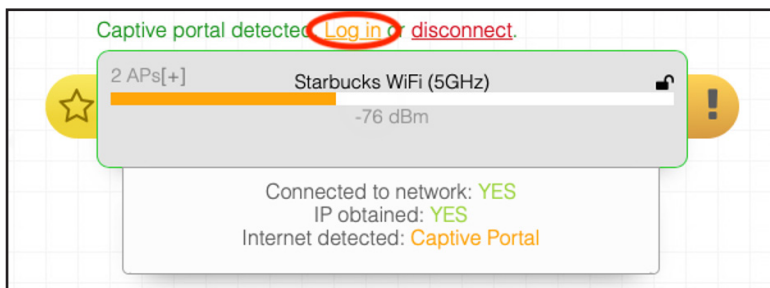 Captive portal detected. Log in or disconnect.
2 APs[+]
Starbucks WiFi (5GHz)
-76 dBm
!
Connected to network: YES
IP obtained: YES
Internet detected: Captive Portal